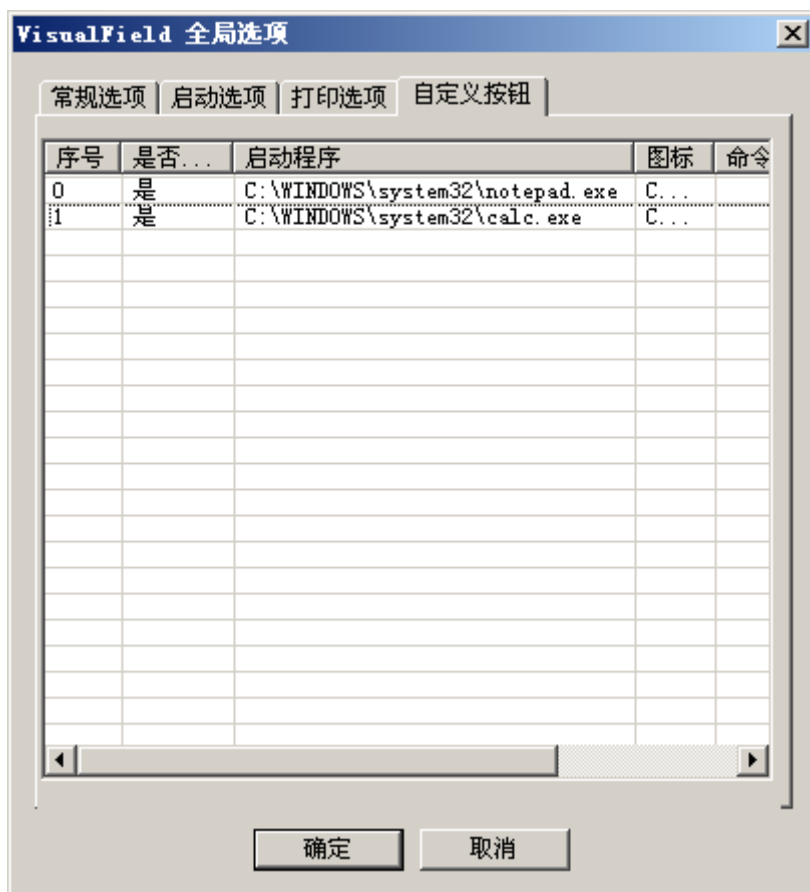 VisualField 全局选项
常规选项 启动选项 打印选项 自定义按钮
序号 是否... 启动程序 图标 命令
0 是 C:\WINDOWS\system32\notepad.exe C...
1 是 C:\WINDOWS\system32\calc.exe C...
确定 取消